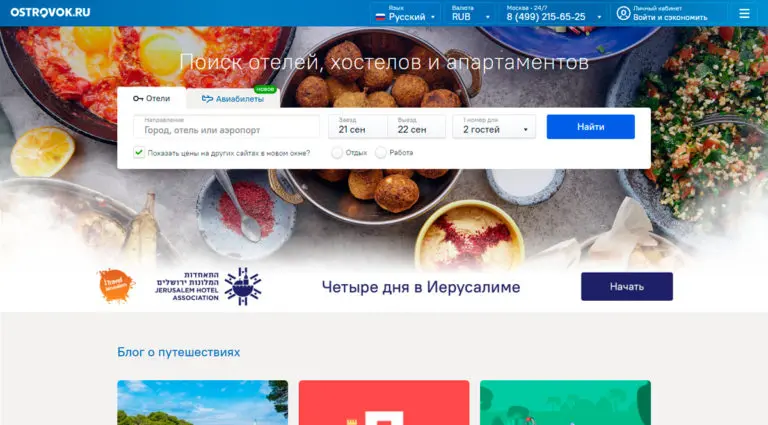 OSTROVOK.RU
Язык
Русский
Валюта
RUB
Москва - 24/7
8 (499) 215-65-25
Личный кабинет
Войти и сэкономить
Поиск отелей, хостелов и апартаментов
Отели
Авиабилеты
НОВОЕ
Направление
Город, отель или аэропорт
Заезд
21 сен
Выезд
22 сен
1 номер для
2 гостей
Найти
Показать цены на других сайтах в новом окне?
Отдых
Работа
התאחדות
המלונות ירושלים
JERUSALEM HOTEL
ASSOCIATION
Четыре дня в Иерусалиме
Начать
Блог о путешествиях